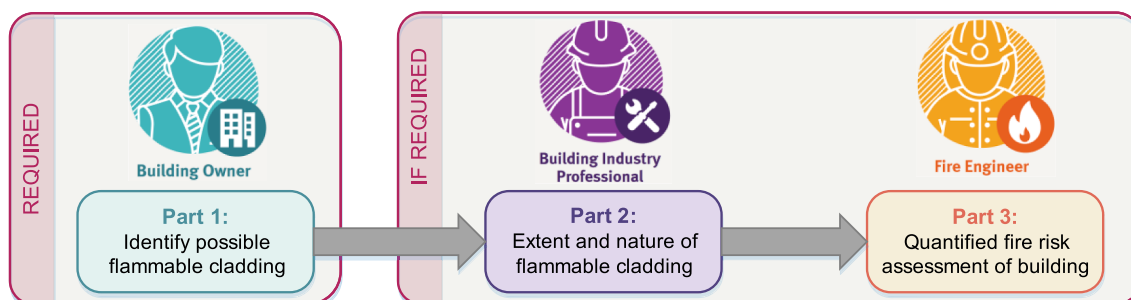 REQUIRED
Building Owner
Part 1:
Identify possible
flammable cladding
IF REQUIRED
Building Industry
Professional
Part 2:
Extent and nature of
flammable cladding
Fire Engineer
Part 3:
Quantified fire risk
assessment of building